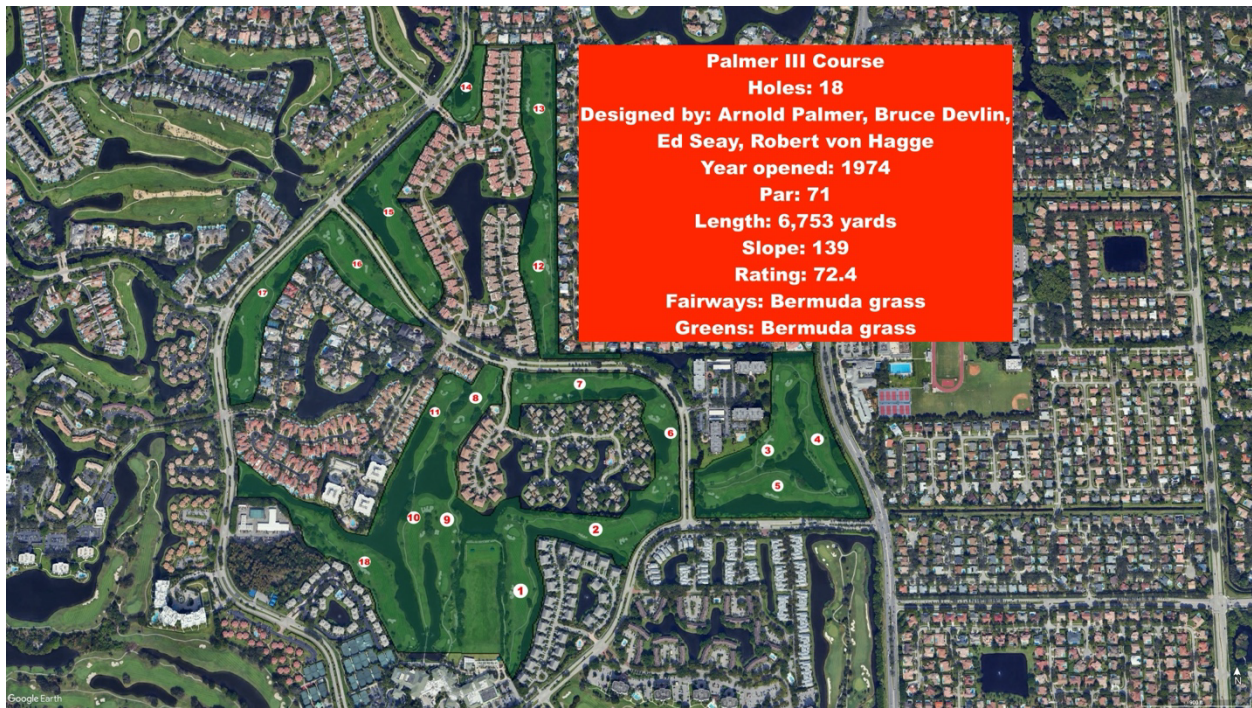 Palmer III Course
Holes: 18
Designed by: Arnold Palmer, Bruce Devlin,
Ed Seay, Robert von Hagge
Year opened: 1974
Par: 71
Length: 6,753 yards
Slope: 139
Rating: 72.4
Fairways: Bermuda grass
Greens: Bermuda grass
14
13
15
12
16
17
7
8
11
6
4
3
5
10
9
2
18
1
Google Earth
N